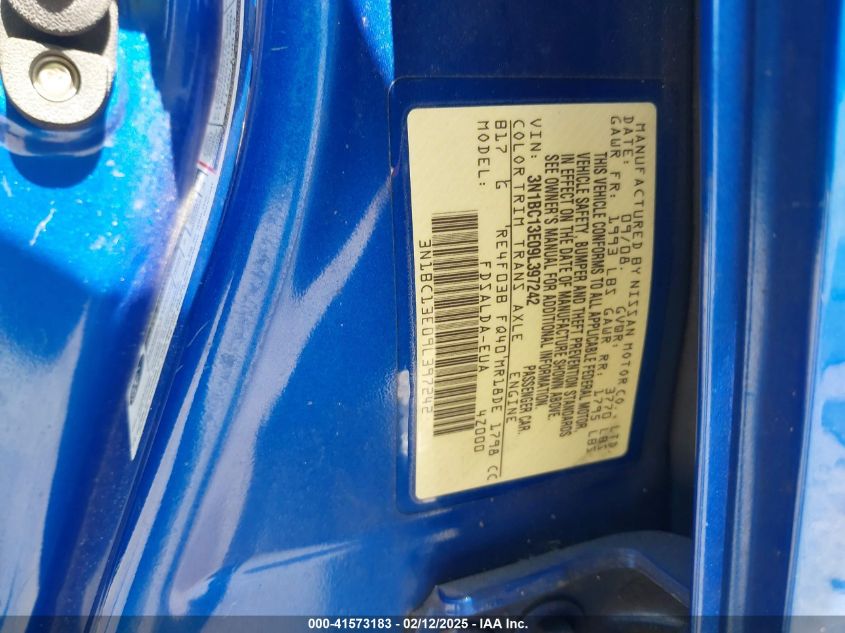 MANUFACTURED BY NISSAN MOTOR CO., LTD.
DATE: 09/08. GVWR: 3770 LBS
GAWR FR: 1993 LBS GAWR RR: 1795 LBS
THIS VEHICLE CONFORMS TO ALL APPLICABLE FEDERAL MOTOR
VEHICLE SAFETY, BUMPER AND THEFT PREVENTION STANDARDS
IN EFFECT ON THE DATE OF MANUFACTURE SHOWN ABOVE.
SEE OWNER'S MANUAL FOR ADDITIONAL INFORMATION.
VIN: 3N1BC13E09L397242 PASSENGER CAR
COLOR TRIM TRANS AXLE ENGINE
B17 G RE4F03B FQ40 MR18DE 1798 CC
MODEL: FDSALDA-EUA 4Z000
3N1BC13E09L397242
000-41573183 - 02/12/2025 - IAA Inc.